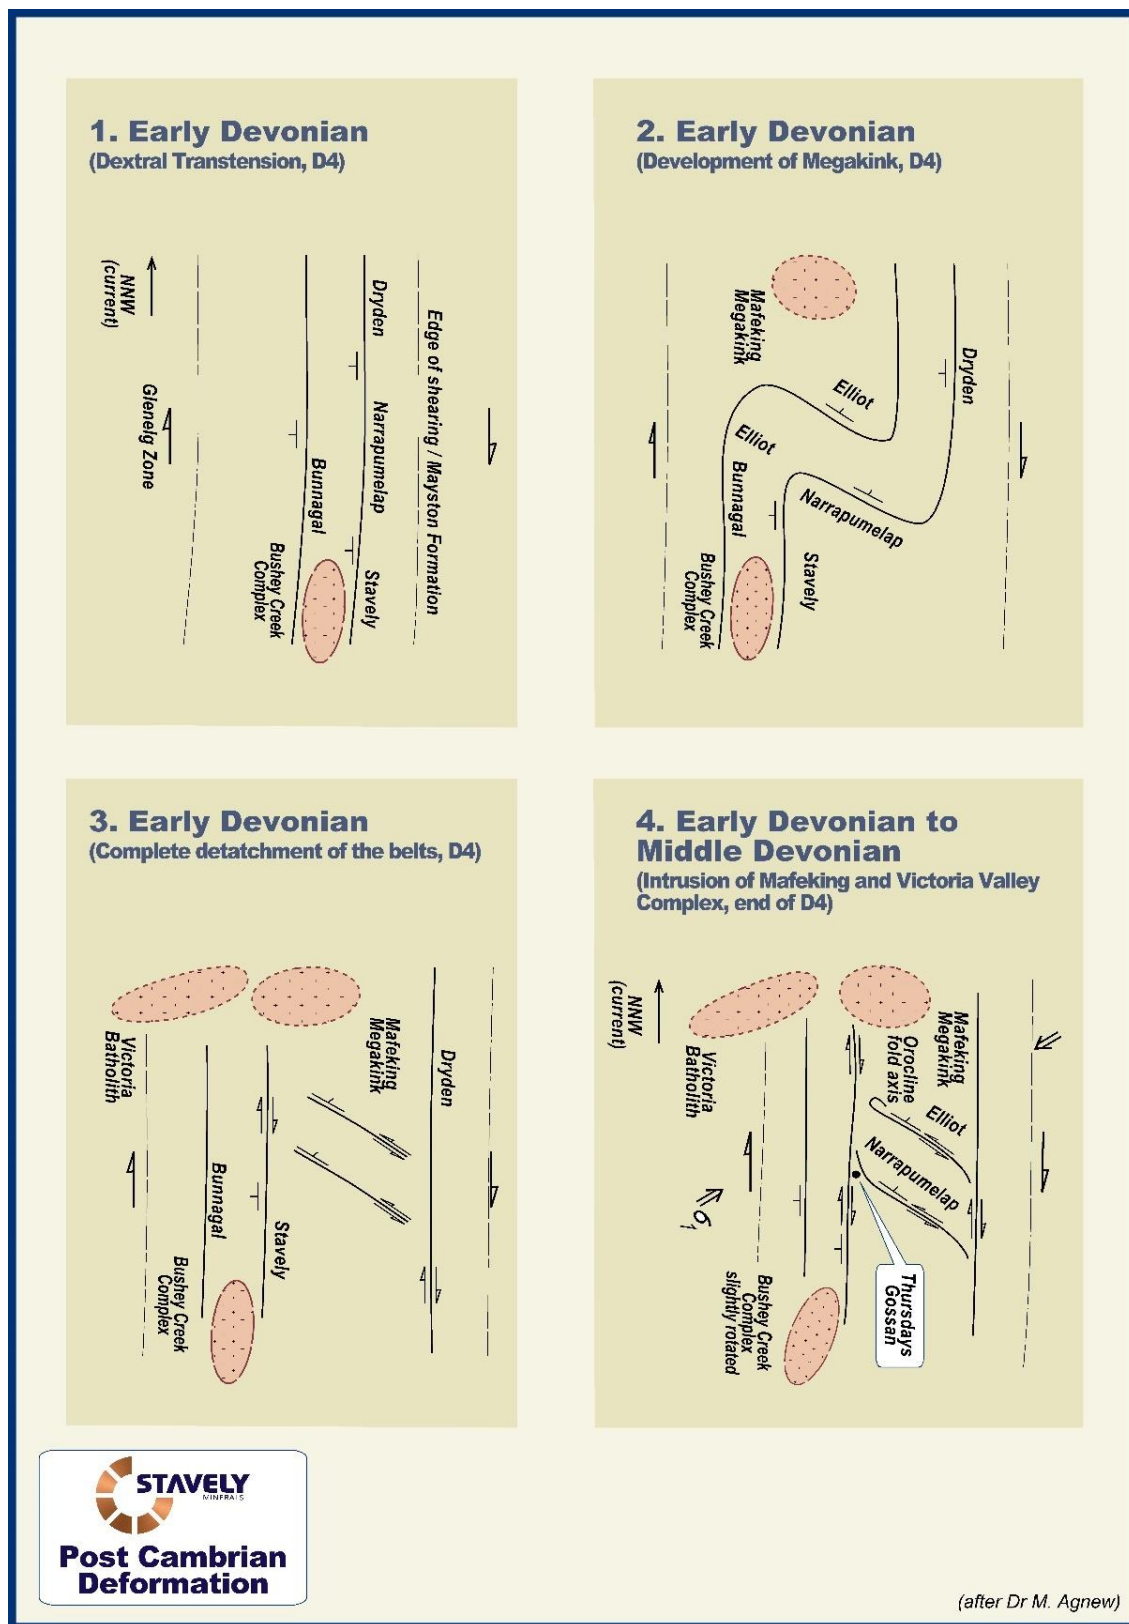 1. Early Devonian
(Dextral Transtension, D4)
NNW
(current)
Glenelg Zone
Bushey Creek
Complex
Bunnagal
Dryden
Narrapumelap
Stavely
Edge of shearing / Mayston Formation
2. Early Devonian
(Development of Megakink, D4)
Mafeking
Megakink
Elliot
Dryden
Elliot
Bunnagal
Narrapumelap
Stavely
Bushey Creek
Complex
3. Early Devonian
(Complete detatchment of the belts, D4)
Victoria
Batholith
Mafeking
Megakink
Dryden
Bunnagal
Stavely
Bushey Creek
Complex
4. Early Devonian to
Middle Devonian
(Intrusion of Mafeking and Victoria Valley
Complex, end of D4)
NNW
(current)
Victoria
Batholith
Mafeking
Megakink
Orocline
fold axis
Elliot
Narrapumelap
σ1
Thursdays
Gossan
Bushey Creek
Complex
slightly rotated
STAVELY
MINERALS
Post Cambrian
Deformation
(after Dr M. Agnew)